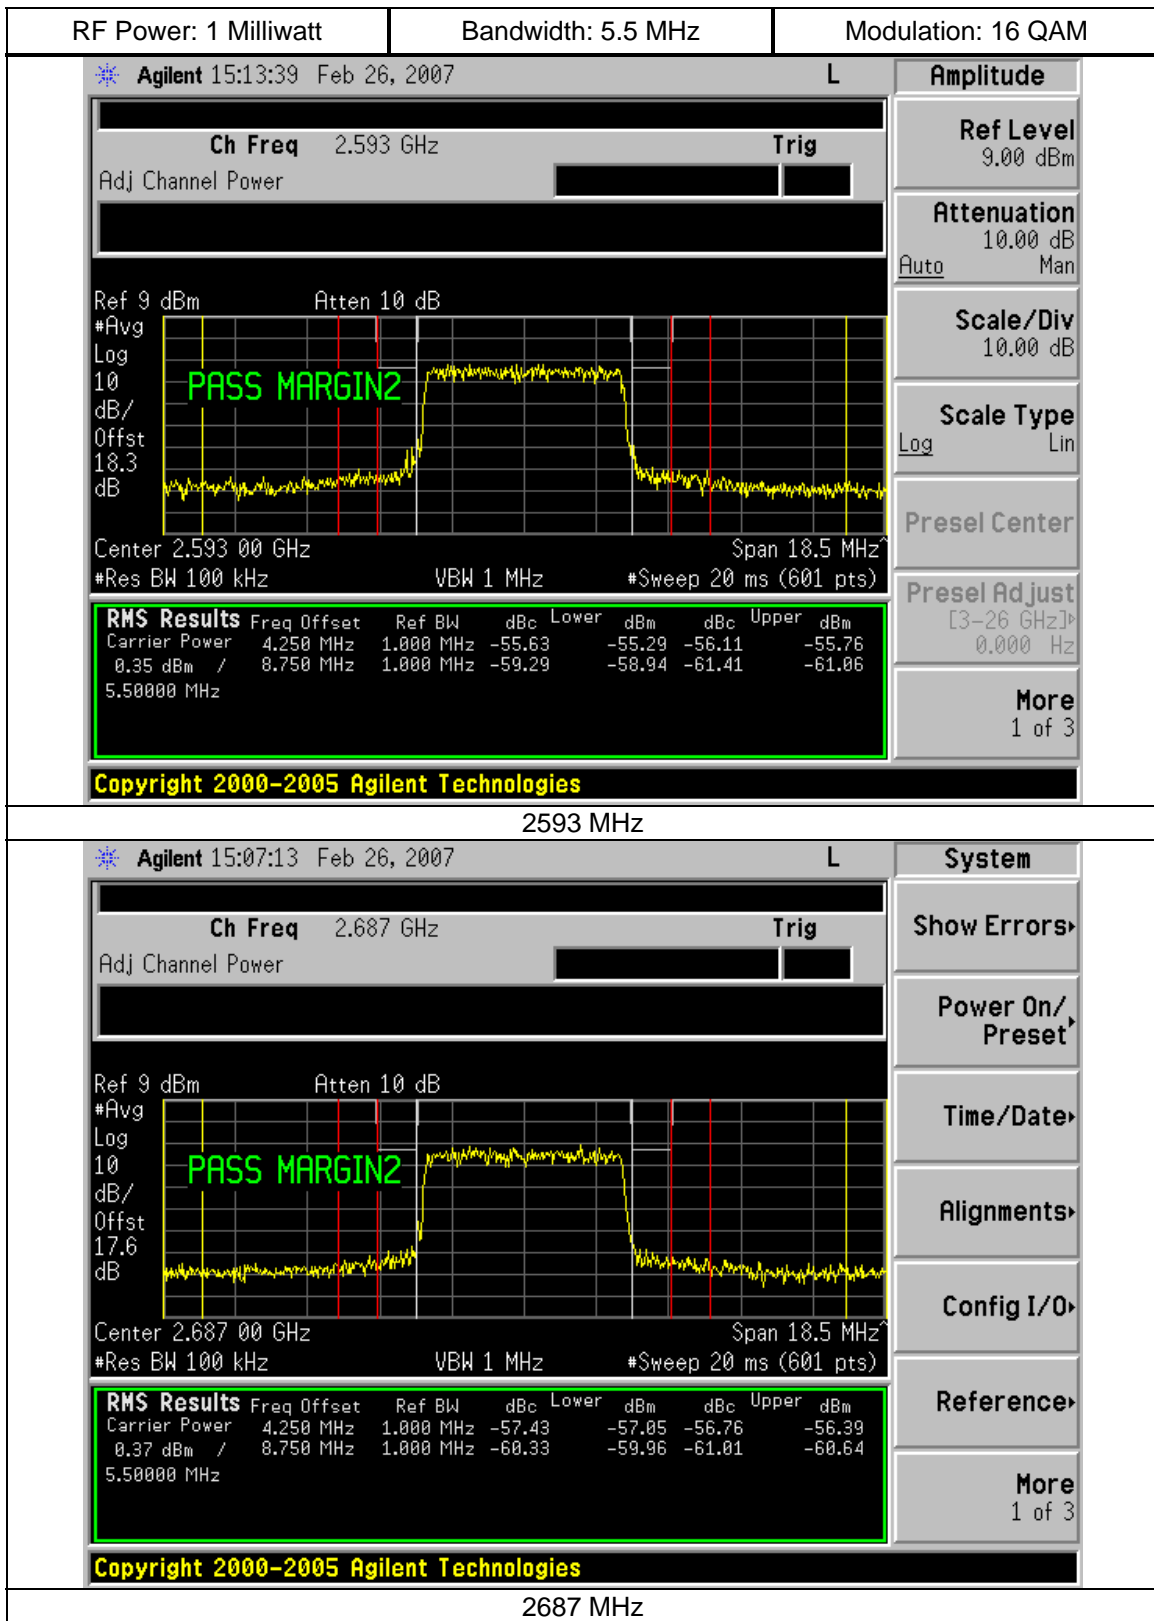 RF Power: 1 Milliwatt Bandwidth: 5.5 MHz Modulation: 16 QAM
Agilent 15:13:39 Feb 26, 2007 L Amplitude
Ch Freq 2.593 GHz Trig
Adj Channel Power
Ref Level
9.00 dBm
Attenuation
10.00 dB
Auto Man
Scale/Div
10.00 dB
Scale Type
Log Lin
Presel Center
Presel Adjust
[3-26 GHz]
0.000 Hz
More
1 of 3
Ref 9 dBm Atten 10 dB
#Avg
Log
10
dB/
Offst
18.3
dB
PASS MARGIN2
Center 2.593 00 GHz Span 18.5 MHz^
#Res BW 100 kHz VBW 1 MHz #Sweep 20 ms (601 pts)
RMS Results Freq Offset Ref BW dBc Lower dBm dBc Upper dBm
Carrier Power 4.250 MHz 1.000 MHz -55.63 -55.29 -56.11 -55.76
0.35 dBm / 8.750 MHz 1.000 MHz -59.29 -58.94 -61.41 -61.06
5.50000 MHz
Copyright 2000-2005 Agilent Technologies
2593 MHz
Agilent 15:07:13 Feb 26, 2007 L System
Ch Freq 2.687 GHz Trig
Adj Channel Power
Show Errors
Power On/
Preset
Time/Date
Alignments
Config I/O
Reference
More
1 of 3
Ref 9 dBm Atten 10 dB
#Avg
Log
10
dB/
Offst
17.6
dB
PASS MARGIN2
Center 2.687 00 GHz Span 18.5 MHz^
#Res BW 100 kHz VBW 1 MHz #Sweep 20 ms (601 pts)
RMS Results Freq Offset Ref BW dBc Lower dBm dBc Upper dBm
Carrier Power 4.250 MHz 1.000 MHz -57.43 -57.05 -56.76 -56.39
0.37 dBm / 8.750 MHz 1.000 MHz -60.33 -59.96 -61.01 -60.64
5.50000 MHz
Copyright 2000-2005 Agilent Technologies
2687 MHz